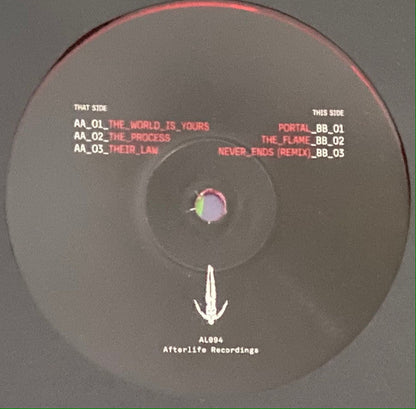 THAT SIDE
AA_01_THE_WORLD_IS_YOURS
AA_02_THE_PROCESS
AA_03_THEIR_LAW
THIS SIDE
PORTAL_BB_01
THE_FLAME_BB_02
NEVER_ENDS (REMIX)_BB_03
AL094
Afterlife Recordings